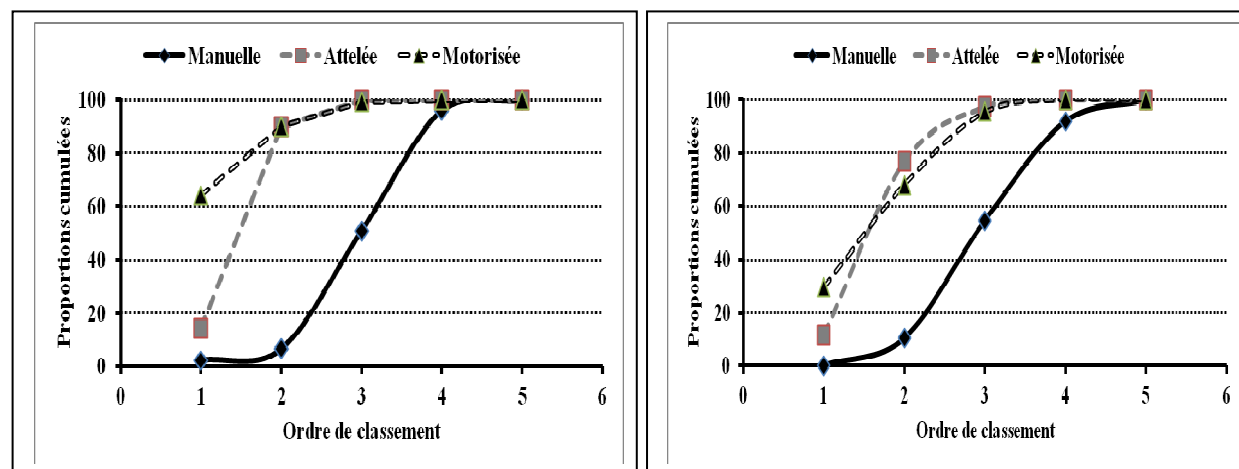 Manuelle Attelée Motorisée
Proportions cumulées
100
80
60
40
20
0
0 1 2 3 4 5 6
Ordre de classement
Manuelle Attelée Motorisée
Proportions cumulées
100
80
60
40
20
0
0 1 2 3 4 5 6
Ordre de classement